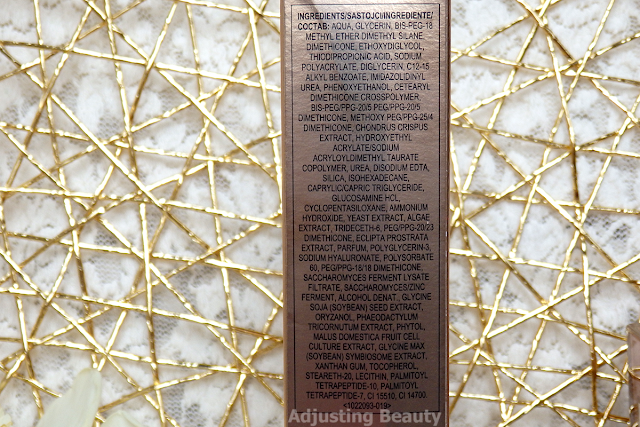 INGREDIENTS/SASTOJCI/INGREDIENTE/
СОСТАВ: AQUA, GLYCERIN, BIS-PEG-18
METHYL ETHER DIMETHYL SILANE,
DIMETHICONE, ETHOXYDIGLYCOL,
THIODIPROPIONIC ACID, SODIUM
POLYACRYLATE, DIGLYCERIN, C12-15
ALKYL BENZOATE, IMIDAZOLIDINYL
UREA, PHENOXYETHANOL, CETEARYL
DIMETHICONE CROSSPOLYMER,
BIS-PEG/PPG-20/5 PEG/PPG-20/5
DIMETHICONE, METHOXY PEG/PPG-25/4
DIMETHICONE, CHONDRUS CRISPUS
EXTRACT, HYDROXYETHYL
ACRYLATE/SODIUM
ACRYLOYLDIMETHYL TAURATE
COPOLYMER, UREA, DISODIUM EDTA,
SILICA, ISOHEXADECANE,
CAPRYLIC/CAPRIC TRIGLYCERIDE,
GLUCOSAMINE HCL,
CYCLOPENTASILOXANE, AMMONIUM
HYDROXIDE, YEAST EXTRACT, ALGAE
EXTRACT, TRIDECETH-6, PEG/PPG-20/23
DIMETHICONE, ECLIPTA PROSTRATA
EXTRACT, PARFUM, POLYGLYCERIN-3,
SODIUM HYALURONATE, POLYSORBATE
60, PEG/PPG-18/18 DIMETHICONE,
SACCHAROMYCES FERMENT LYSATE
FILTRATE, SACCHAROMYCES/ZINC
FERMENT, ALCOHOL DENAT., GLYCINE
SOJA (SOYBEAN) SEED EXTRACT,
ORYZANOL, PHAEODACTYLUM
TRICORNUTUM EXTRACT, PHYTOL,
MALUS DOMESTICA FRUIT CELL
CULTURE EXTRACT, GLYCINE MAX
(SOYBEAN) SYMBIOSOME EXTRACT,
XANTHAN GUM, TOCOPHEROL,
STEARETH-20, LECITHIN, PALMITOYL
TETRAPEPTIDE-10, PALMITOYL
TETRAPEPTIDE-7, CI 15510, CI 14700.
<1022093-019>
Adjusting Beauty